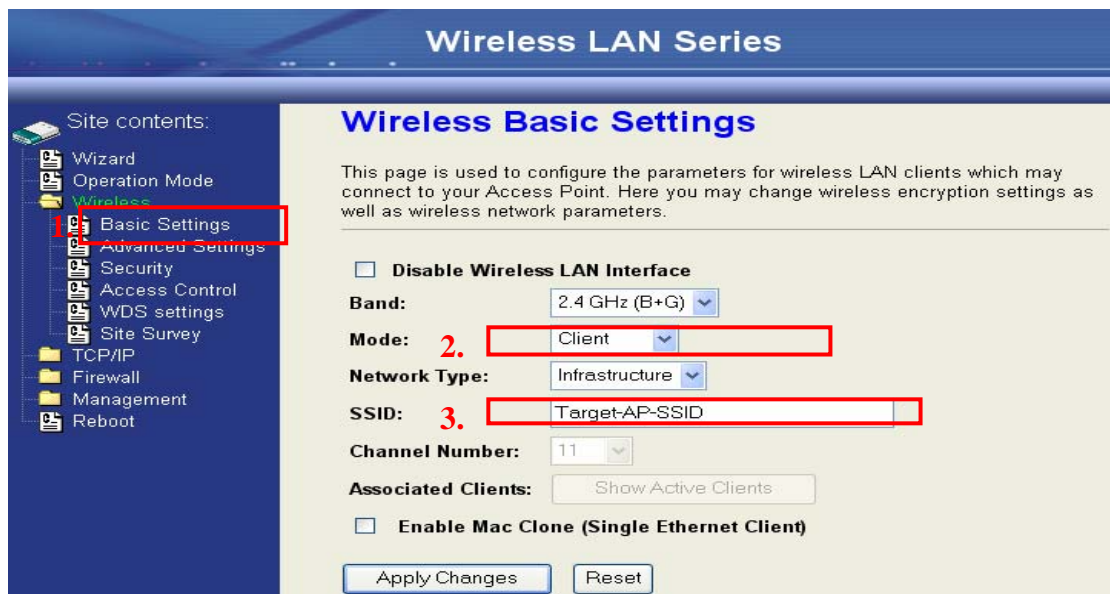 Wireless LAN Series
Site contents:
Wizard
Operation Mode
Wireless
1. Basic Settings
Advanced Settings
Security
Access Control
WDS settings
Site Survey
TCP/IP
Firewall
Management
Reboot
Wireless Basic Settings
This page is used to configure the parameters for wireless LAN clients which may
connect to your Access Point. Here you may change wireless encryption settings as
well as wireless network parameters.
Disable Wireless LAN Interface
Band: 2.4 GHz (B+G)
Mode: 2. Client
Network Type: Infrastructure
SSID: 3. Target-AP-SSID
Channel Number: 11
Associated Clients: Show Active Clients
Enable Mac Clone (Single Ethernet Client)
Apply Changes Reset